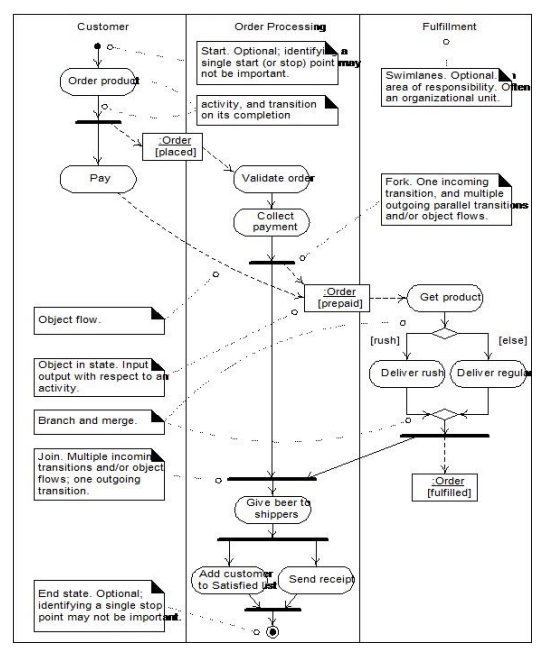 Customer
Order Processing
Fulfillment
Start. Optional; identifying a
single start (or stop) point may
not be important.
Swimlanes. Optional. An
area of responsibility. Often
an organizational unit.
Order product
activity, and transition
on its completion
:Order
[placed]
Pay
Validate order
Fork. One incoming
transition, and multiple
outgoing parallel transitions
and/or object flows.
Collect
payment
:Order
[prepaid]
Get product
Object flow.
[rush]
[else]
Object in state. Input
output with respect to an
activity.
Deliver rush
Deliver regular
Branch and merge.
Join. Multiple incoming
transitions and/or object
flows; one outgoing
transition.
:Order
[fulfilled]
Give beer to
shippers
Add customer
to Satisfied list
Send receipt
End state. Optional;
identifying a single stop
point may not be important.